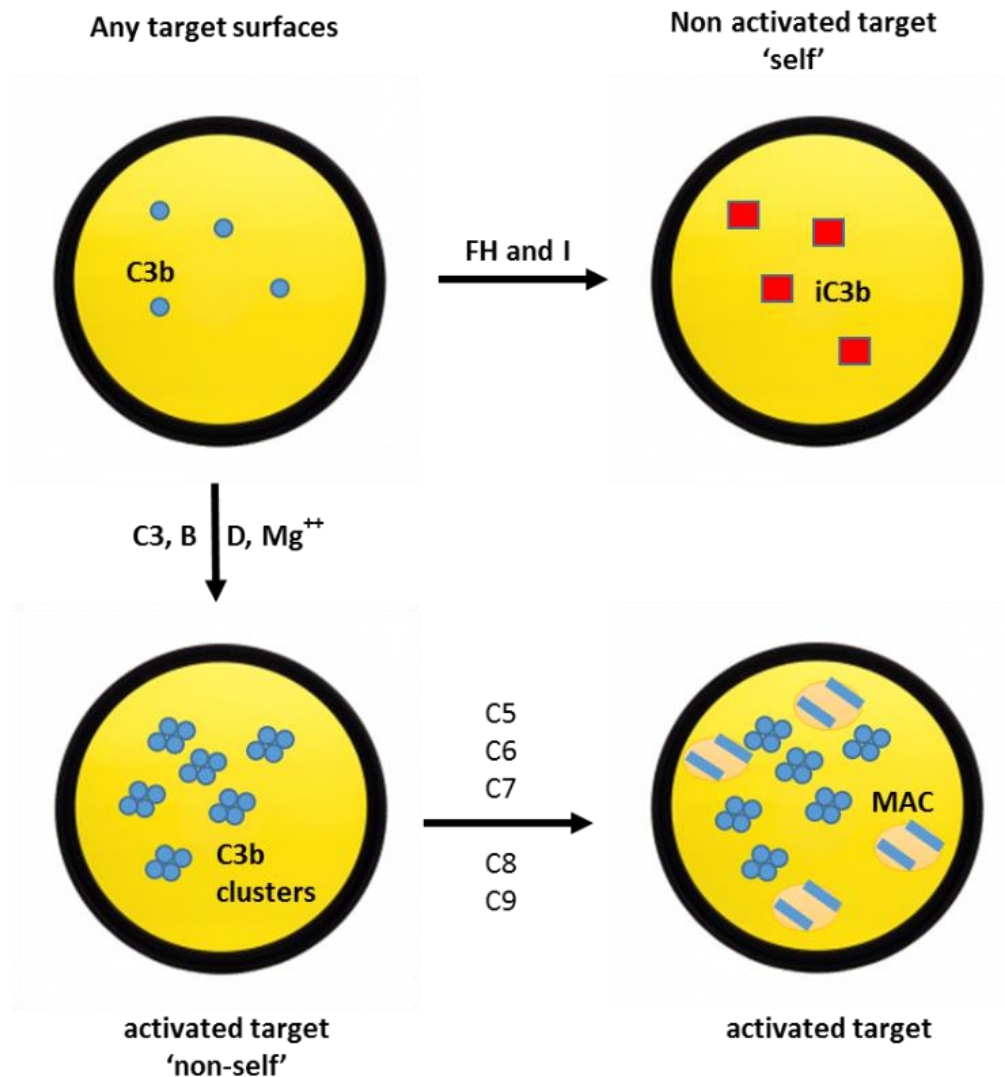 Any target surfaces
Non activated target
‘self’
C3b
FH and I
iC3b
C3, B D, Mg⁺⁺
C3b
clusters
C5
C6
C7
C8
C9
MAC
activated target
‘non-self’
activated target